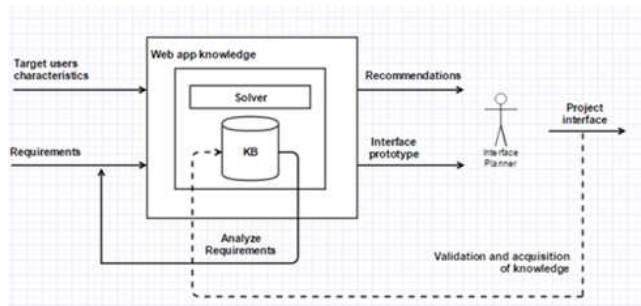 Web app knowledge
Target users
characteristics
Recommendations
Solver
Project
interface
Requirements
KB
Interface
prototype
Interface
Planner
Analyze
Requirements
Validation and acquisition
of knowledge